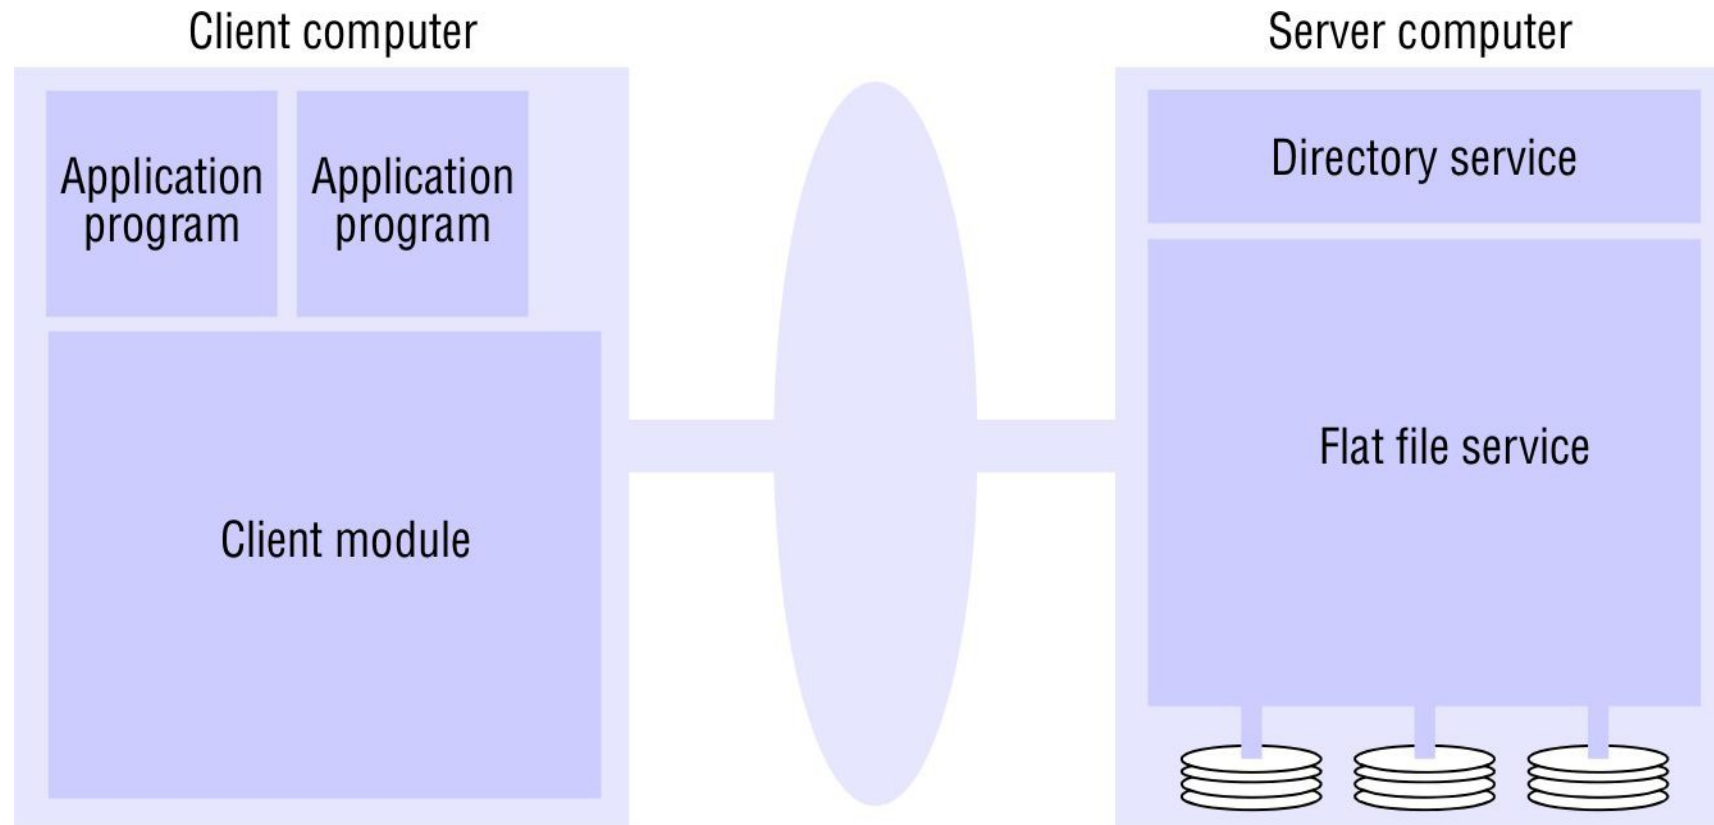 Client computer
Server computer
Application
program
Application
program
Directory service
Flat file service
Client module